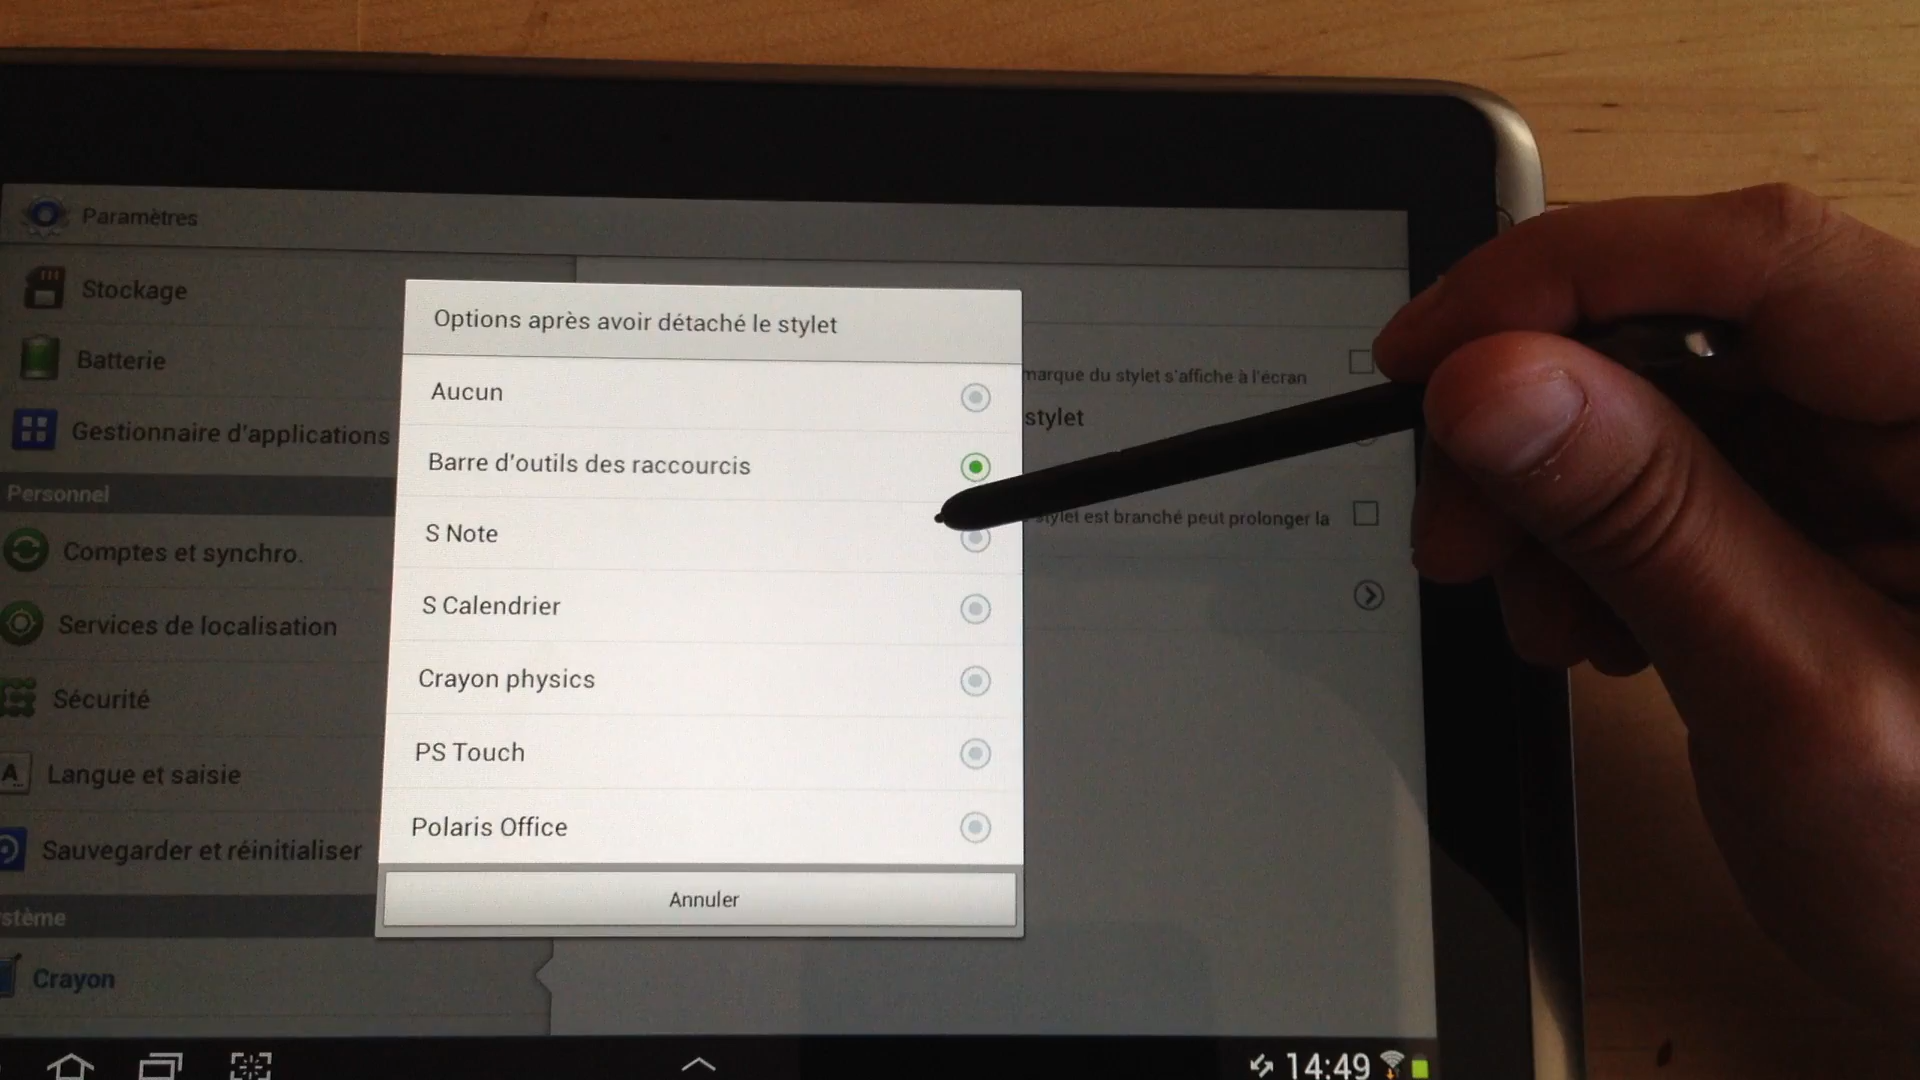 Paramètres
Stockage
Batterie
Gestionnaire d'applications
Personnel
Comptes et synchro.
Services de localisation
Sécurité
Langue et saisie
Sauvegarder et réinitialiser
stème
Crayon
Options après avoir détaché le stylet
Aucun
Barre d'outils des raccourcis
S Note
S Calendrier
Crayon physics
PS Touch
Polaris Office
Annuler
marque du stylet s'affiche à l'écran
stylet
stylet est branché peut prolonger la
14:49